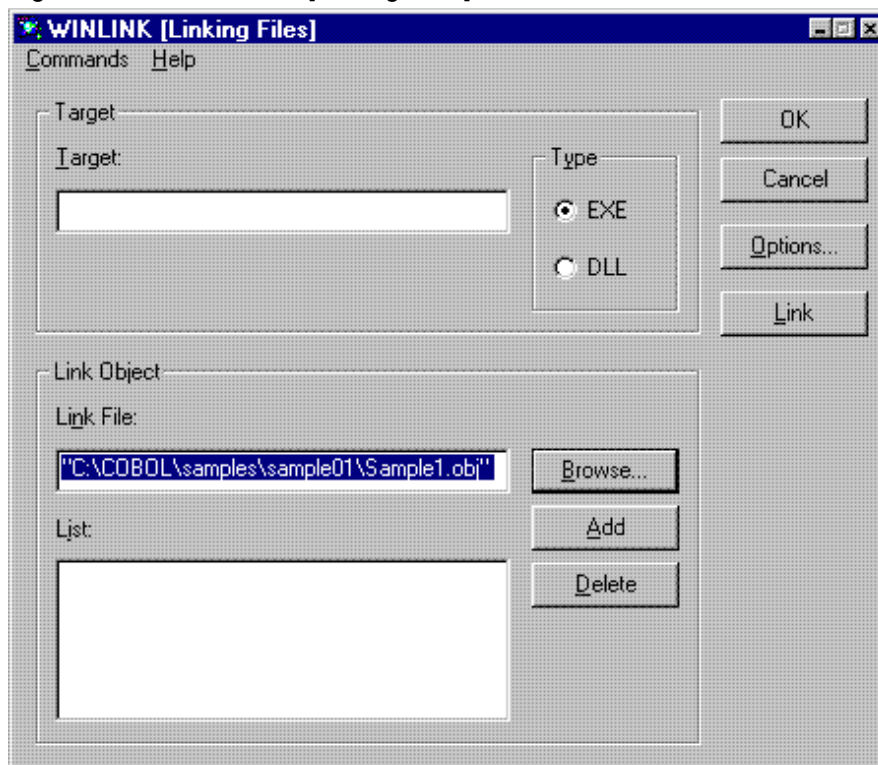 WINLINK [Linking Files]
Commands Help
Target
Target:
Type
EXE
DLL
OK
Cancel
Options...
Link
Link Object
Link File:
"C:\COBOL\samples\sample01\Sample1.obj"
Browse...
List:
Add
Delete